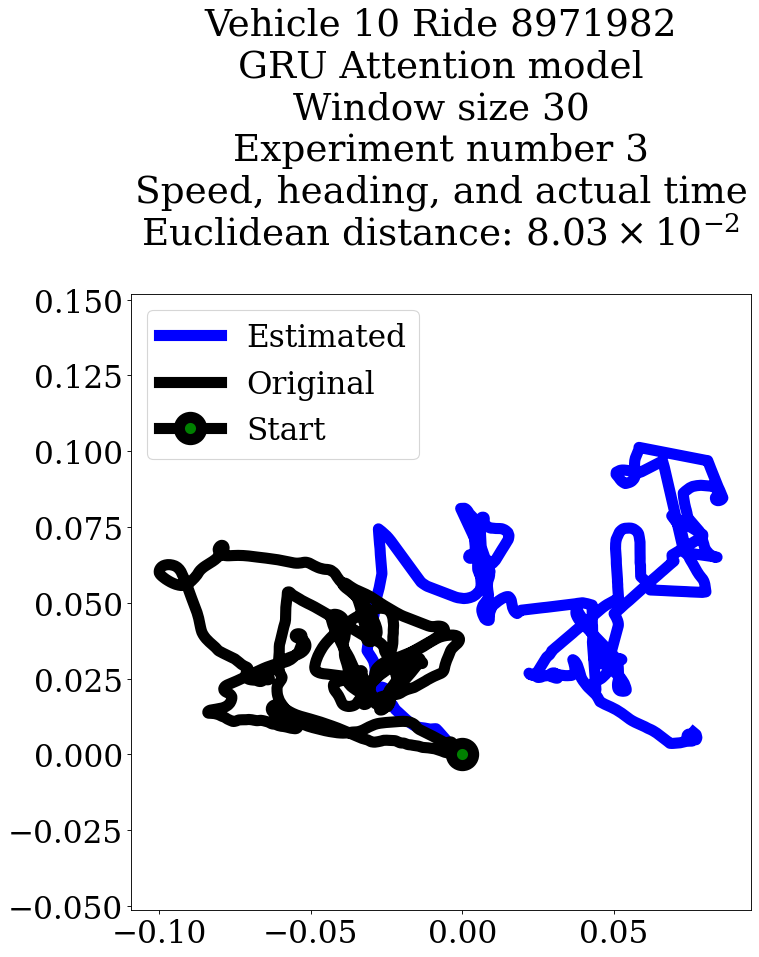 Vehicle 10 Ride 8971982
GRU Attention model
Window size 30
Experiment number 3
Speed, heading, and actual time
Euclidean distance: 8.03 × 10⁻²
Estimated
Original
Start
0.150
0.125
0.100
0.075
0.050
0.025
0.000
−0.025
−0.050
−0.10 −0.05 0.00 0.05